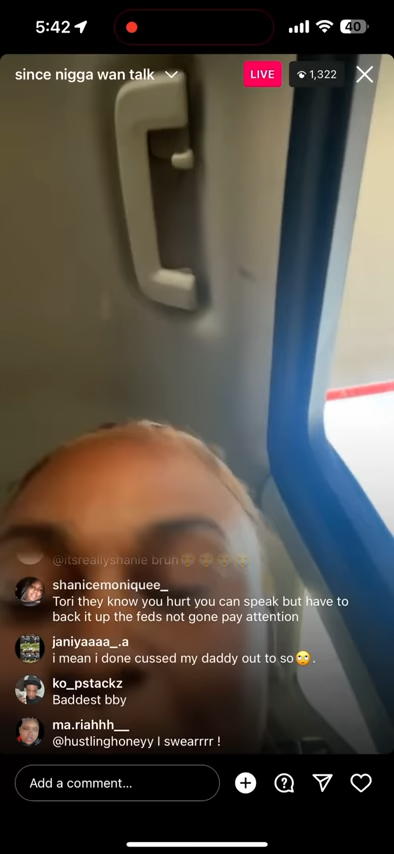 5:42
40
since nigga wan talk
LIVE
1,322
@itsreallyshanie bruh😍😍😍😍
shanicemoniquee_
Tori they know you hurt you can speak but have to
back it up the feds not gone pay attention
janiyaaaa_.a
i mean i done cussed my daddy out to so🙄.
ko_pstackz
Baddest bby
ma.riahhh__
@hustlinghoneyy I swearrrr !
Add a comment...